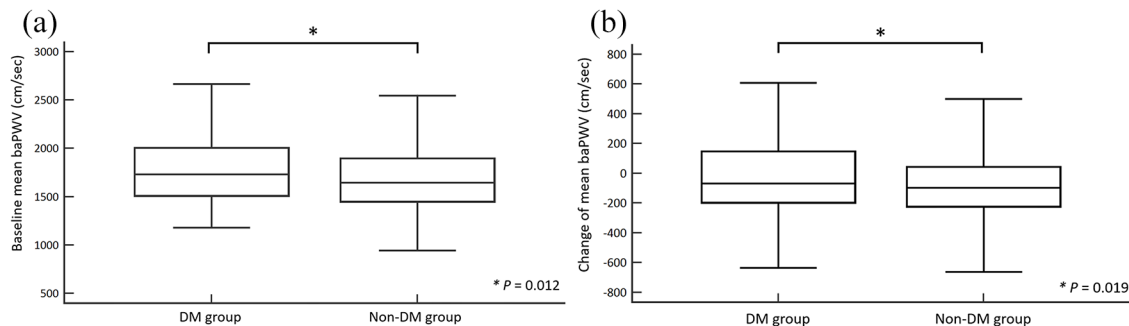 (a)
*
Baseline mean baPWV (cm/sec)
3000
2500
2000
1500
1000
500
* P = 0.012
DM group
Non-DM group
(b)
*
Change of mean baPWV (cm/sec)
800
600
400
200
0
-200
-400
-600
-800
* P = 0.019
DM group
Non-DM group